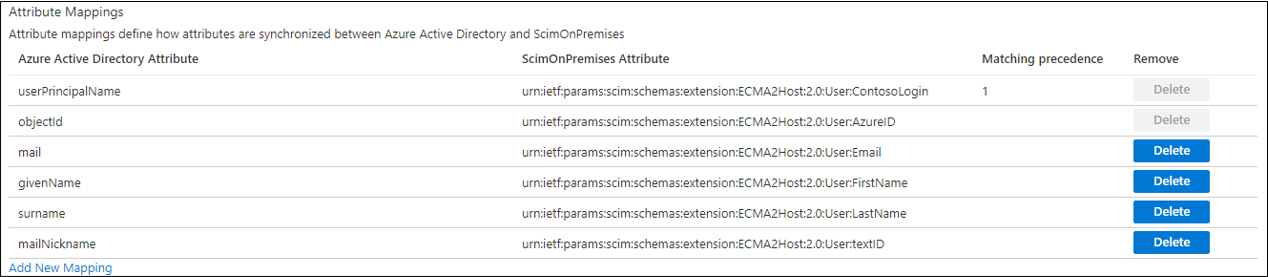 Attribute Mappings
Attribute mappings define how attributes are synchronized between Azure Active Directory and ScimOnPremises
Azure Active Directory Attribute ScimOnPremises Attribute Matching precedence Remove
userPrincipalName urn:ietf:params:scim:schemas:extension:ECMA2Host:2.0:User:ContosoLogin 1 Delete
objectId urn:ietf:params:scim:schemas:extension:ECMA2Host:2.0:User:AzureID Delete
mail urn:ietf:params:scim:schemas:extension:ECMA2Host:2.0:User:Email Delete
givenName urn:ietf:params:scim:schemas:extension:ECMA2Host:2.0:User:FirstName Delete
surname urn:ietf:params:scim:schemas:extension:ECMA2Host:2.0:User:LastName Delete
mailNickname urn:ietf:params:scim:schemas:extension:ECMA2Host:2.0:User:textID Delete
Add New Mapping